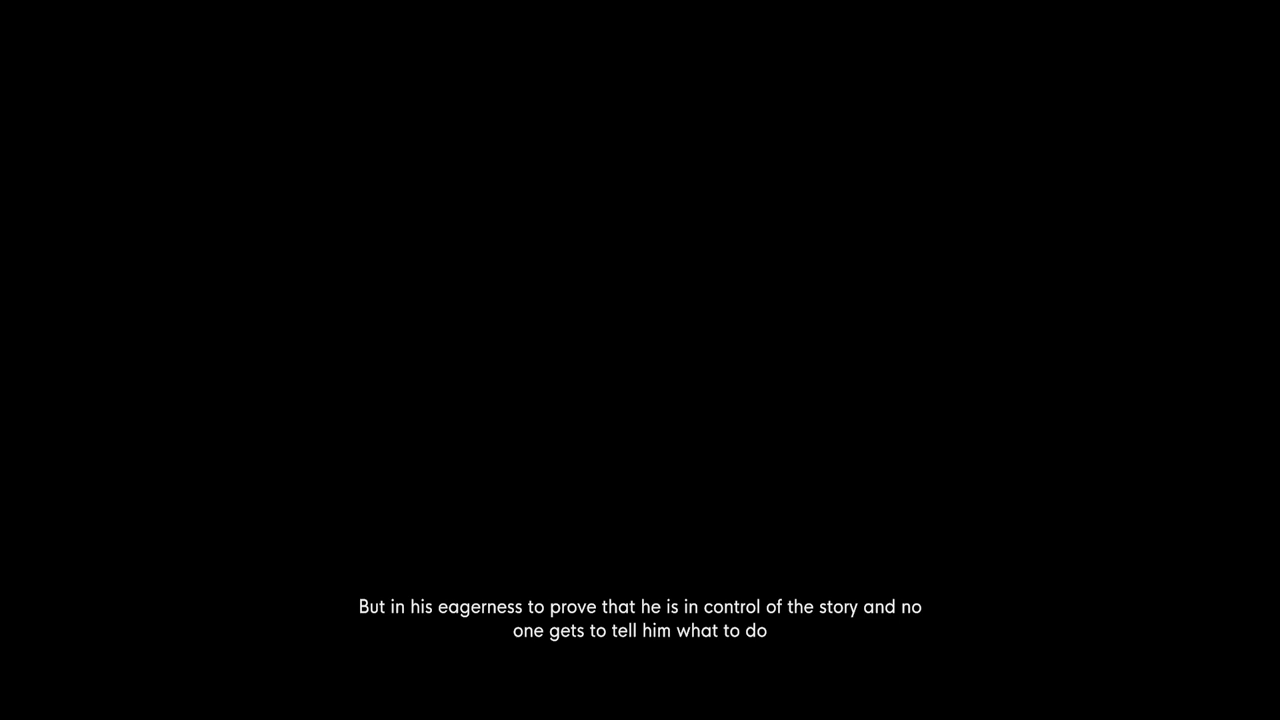 But in his eagerness to prove that he is in control of the story and no
one gets to tell him what to do